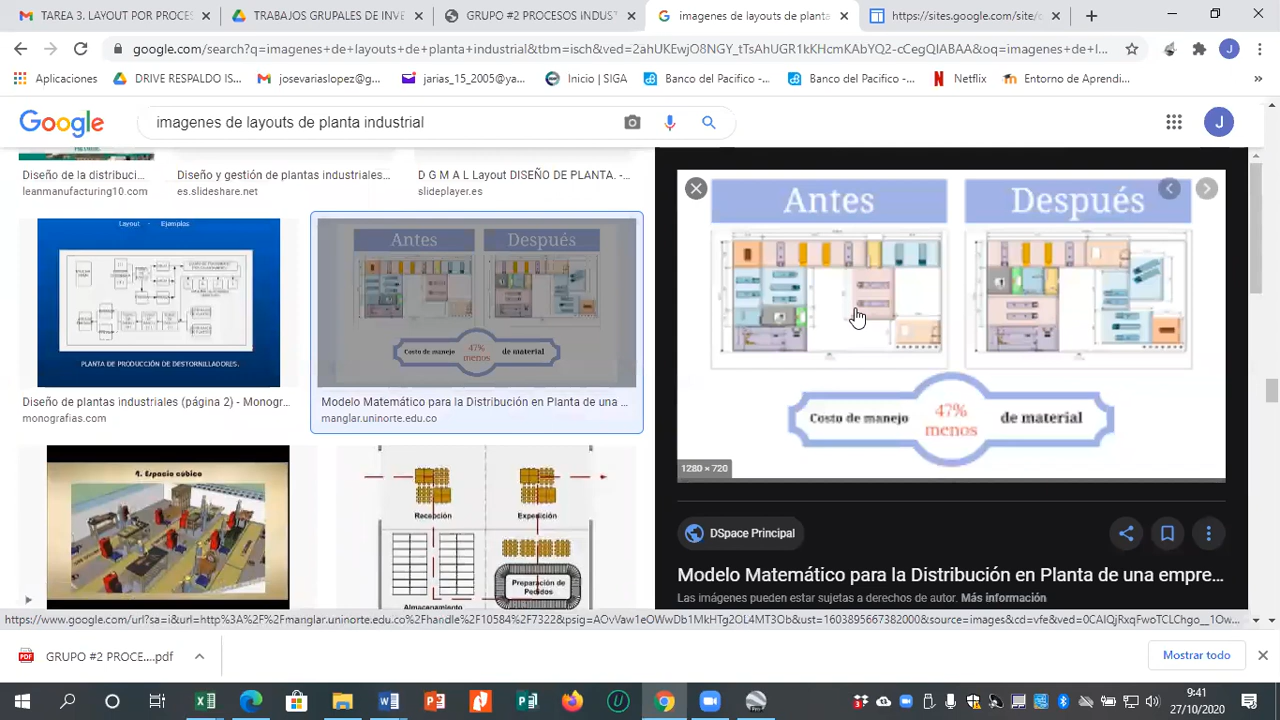 TAREA 3. LAYOUT POR PROCES
TRABAJOS GRUPALES DE INVE
GRUPO #2 PROCESOS INDUST
imagenes de layouts de planta
https://sites.google.com/site/c
google.com/search?q=imagenes+de+layouts+de+planta+industrial&tbm=isch&ved=2ahUKEwjO8NGY_tTsAhUGR1kKHcmKAbYQ2-cCegQIABAA&oq=imagenes+de+l...
Aplicaciones
DRIVE RESPALDO IS...
josevariaslopez@g...
jarias_15_2005@ya...
Inicio | SIGA
Banco del Pacifico -...
Banco del Pacifico -...
Netflix
Entorno de Aprendi...
»
Google
imagenes de layouts de planta industrial
J
Diseño de la distribuci...
leanmanufacturing10.com
Diseño y gestión de plantas industriales...
es.slideshare.net
D G M A L Layout DISEÑO DE PLANTA. -...
slideplayer.es
Layout - Ejemplos
PLANTA DE PRODUCCIÓN DE DESTORNILLADORES.
Diseño de plantas industriales (página 2) - Monogr...
monografias.com
Antes
Después
Costo de manejo
47%
menos
de material
Modelo Matemático para la Distribución en Planta de una ...
manglar.uninorte.edu.co
Espacio cúbico
Recepción
Expedición
Preparación de
Pedidos
Almacenamiento
Antes
Después
Costo de manejo
47%
menos
de material
1280 × 720
DSpace Principal
Modelo Matemático para la Distribución en Planta de una empre...
Las imágenes pueden estar sujetas a derechos de autor. Más información
https://www.google.com/url?sa=i&url=http%3A%2F%2Fmanglar.uninorte.edu.co%2Fhandle%2F10584%2F7322&psig=AOvVaw1eOWwDb1MkHTg2OL4MT3Ob&ust=1603895667382000&source=images&cd=vfe&ved=0CAIQjRxqFwoTCLChgo__1Ow...
GRUPO #2 PROCE....pdf
Mostrar todo
9:41
27/10/2020